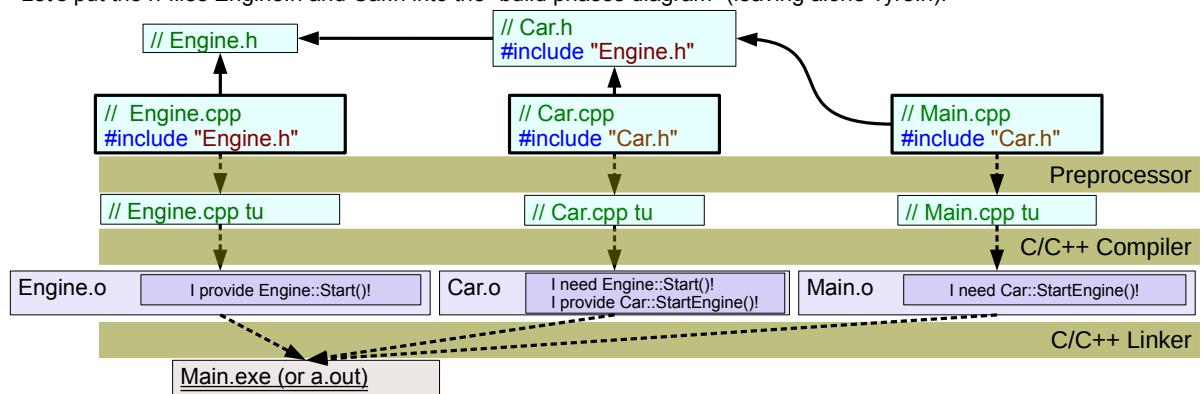 // Engine.h
// Car.h
#include "Engine.h"
// Engine.cpp
#include "Engine.h"
// Car.cpp
#include "Car.h"
// Main.cpp
#include "Car.h"
Preprocessor
// Engine.cpp tu
// Car.cpp tu
// Main.cpp tu
C/C++ Compiler
Engine.o
I provide Engine::Start()!
Car.o
I need Engine::Start()!
I provide Car::StartEngine()!
Main.o
I need Car::StartEngine()!
C/C++ Linker
Main.exe (or a.out)